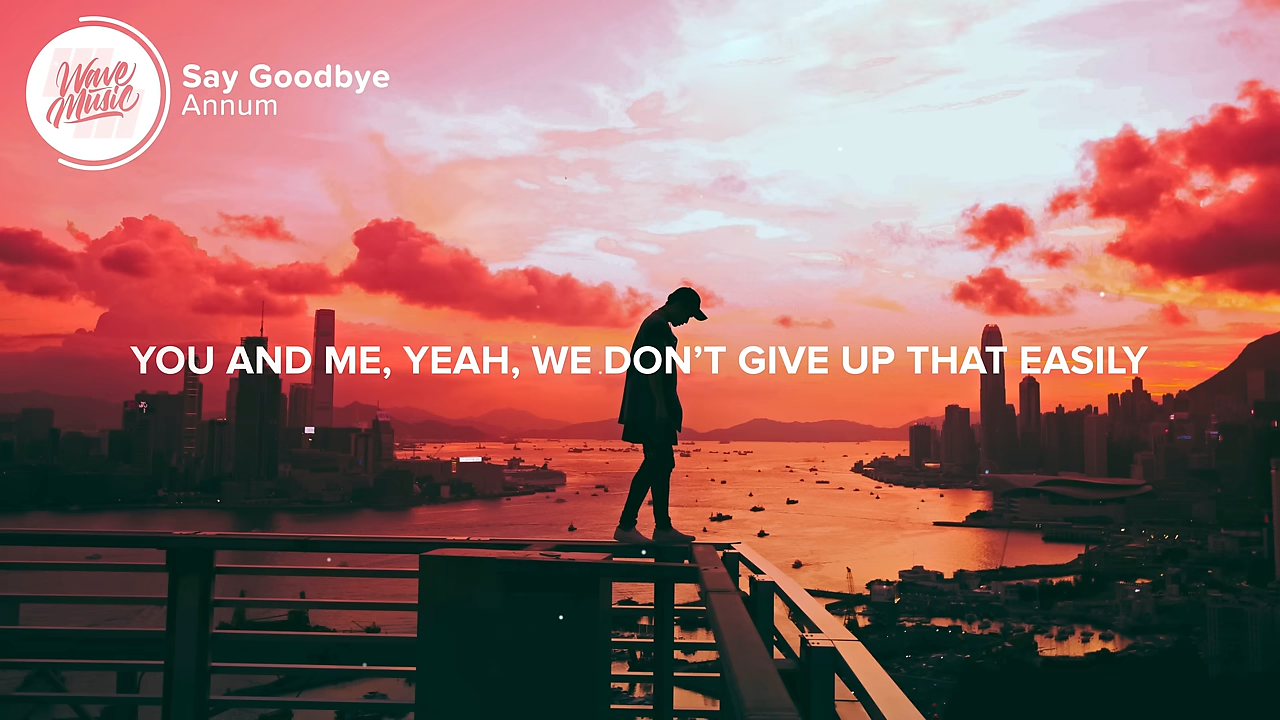 Wave
Music
Say Goodbye
Annum
YOU AND ME, YEAH, WE DON’T GIVE UP THAT EASILY